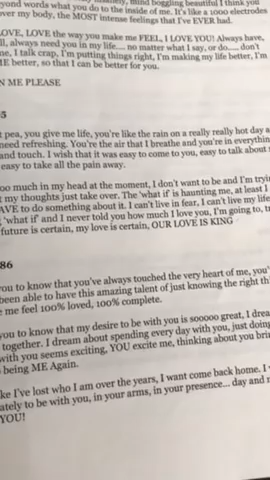 yond words what you do to the inside of me. It's like a 1000 electrodes
ver my body, the MOST intense feelings that I've EVER had.
LOVE, LOVE the way you make me FEEL, I LOVE YOU! Always have,
ll, always need you in my life.... no matter what I say, or do..... don't
me, I talk crap, I'm putting things right, I'm making my life better, I'm
ME better, so that I can be better for you.
N ME PLEASE
5
t pea, you give me life, you're like the rain on a really really hot day a
need refreshing. You're the air that I breathe and you're in everythin
and touch. I wish that it was easy to come to you, easy to talk about
easy to take all the pain away.
oo much in my head at the moment, I don't want to be and I'm tryi
my thoughts just take over. The 'what if' is haunting me, at least I
AVE to do something about it. I can't live in fear, I can't live my life
'what if' and I never told you how much I love you, I'm going to, tr
future is certain, my love is certain, OUR LOVE IS KING
86
ou to know that you've always touched the very heart of me, you'
been able to have this amazing talent of just knowing the right th
e me feel 100% loved, 100% complete.
you to know that my desire to be with you is sooooo great, I drea
together. I dream about spending every day with you, just doin
with you seems exciting, YOU excite me, thinking about you brin
being ME Again.
ke I've lost who I am over the years, I want come back home. I
ately to be with you, in your arms, in your presence... day and n
YOU!